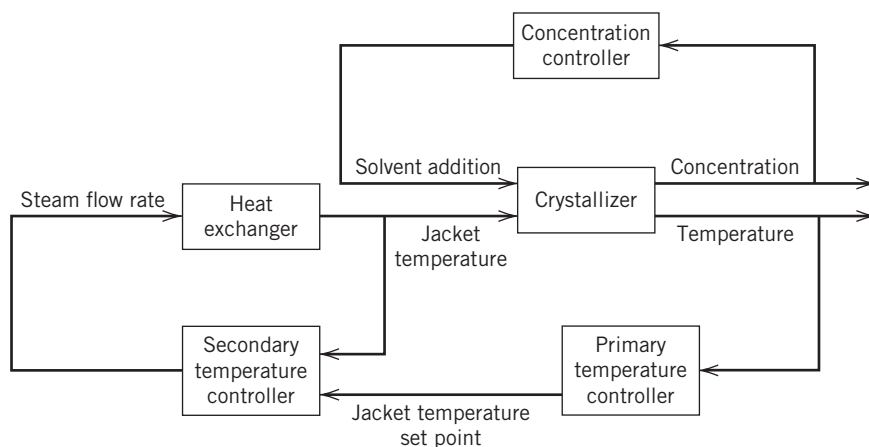 Concentration
controller
Solvent addition
Concentration
Steam flow rate
Heat
exchanger
Crystallizer
Jacket
temperature
Temperature
Secondary
temperature
controller
Primary
temperature
controller
Jacket temperature
set point